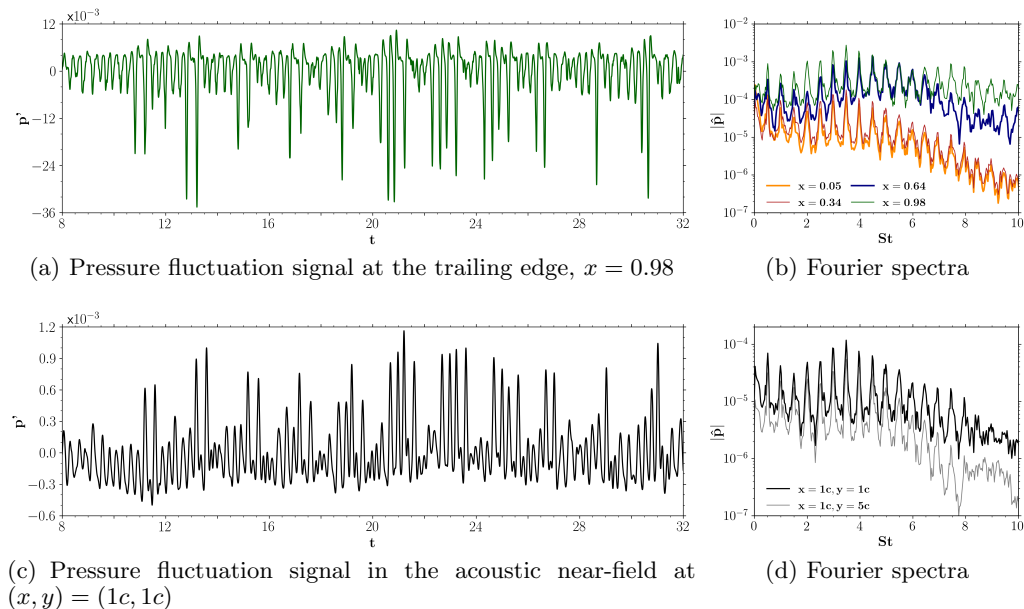 x10⁻³
12
0
−12
−24
−36
p’
8 12 16 20 24 28 32
t
(a) Pressure fluctuation signal at the trailing edge, x = 0.98
10⁻²
10⁻³
10⁻⁴
10⁻⁵
10⁻⁶
10⁻⁷
|p̂|
x = 0.05 x = 0.64
x = 0.34 x = 0.98
0 2 4 6 8 10
St
(b) Fourier spectra
x10⁻³
1.2
0.9
0.6
0.3
0.0
−0.3
−0.6
p’
8 12 16 20 24 28 32
t
(c) Pressure fluctuation signal in the acoustic near-field at
(x, y) = (1c, 1c)
10⁻⁴
10⁻⁵
10⁻⁶
10⁻⁷
|p̂|
x = 1c, y = 1c
x = 1c, y = 5c
0 2 4 6 8 10
St
(d) Fourier spectra